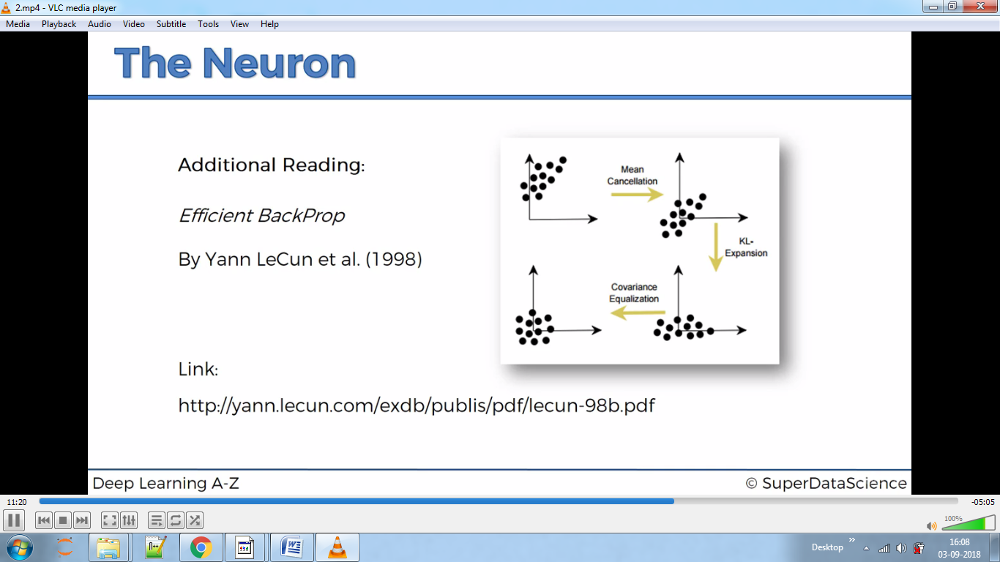 2.mp4 - VLC media player
Media Playback Audio Video Subtitle Tools View Help
The Neuron
Additional Reading:
Efficient BackProp
By Yann LeCun et al. (1998)
Mean
Cancellation
KL-
Expansion
Covariance
Equalization
Link:
http://yann.lecun.com/exdb/publis/pdf/lecun-98b.pdf
Deep Learning A-Z
© SuperDataScience
11:20
-05:05
100%
Desktop
16:08
03-09-2018